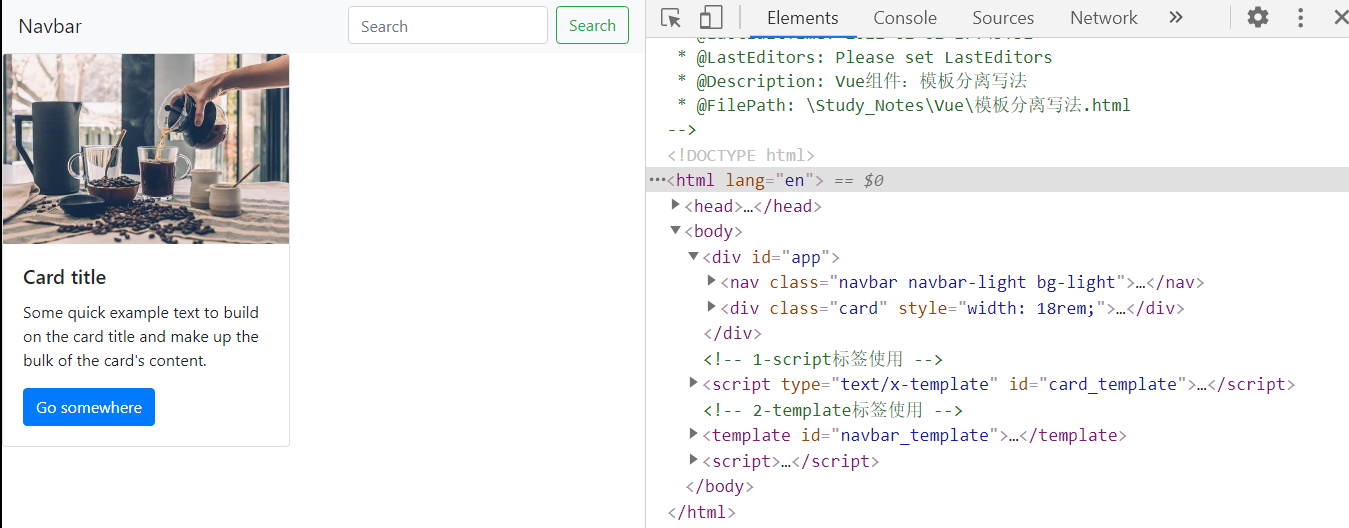 Navbar
Search
Search
Card title
Some quick example text to build
on the card title and make up the
bulk of the card's content.
Go somewhere
Elements
Console
Sources
Network
* @LastEditors: Please set LastEditors
* @Description: Vue组件：模板分离写法
* @FilePath: \Study_Notes\Vue\模板分离写法.html
-->
<!DOCTYPE html>
<html lang="en"> == $0
<head>…</head>
<body>
<div id="app">
<nav class="navbar navbar-light bg-light">…</nav>
<div class="card" style="width: 18rem;">…</div>
</div>
<!-- 1-script标签使用 -->
<script type="text/x-template" id="card_template">…</script>
<!-- 2-template标签使用 -->
<template id="navbar_template">…</template>
<script>…</script>
</body>
</html>